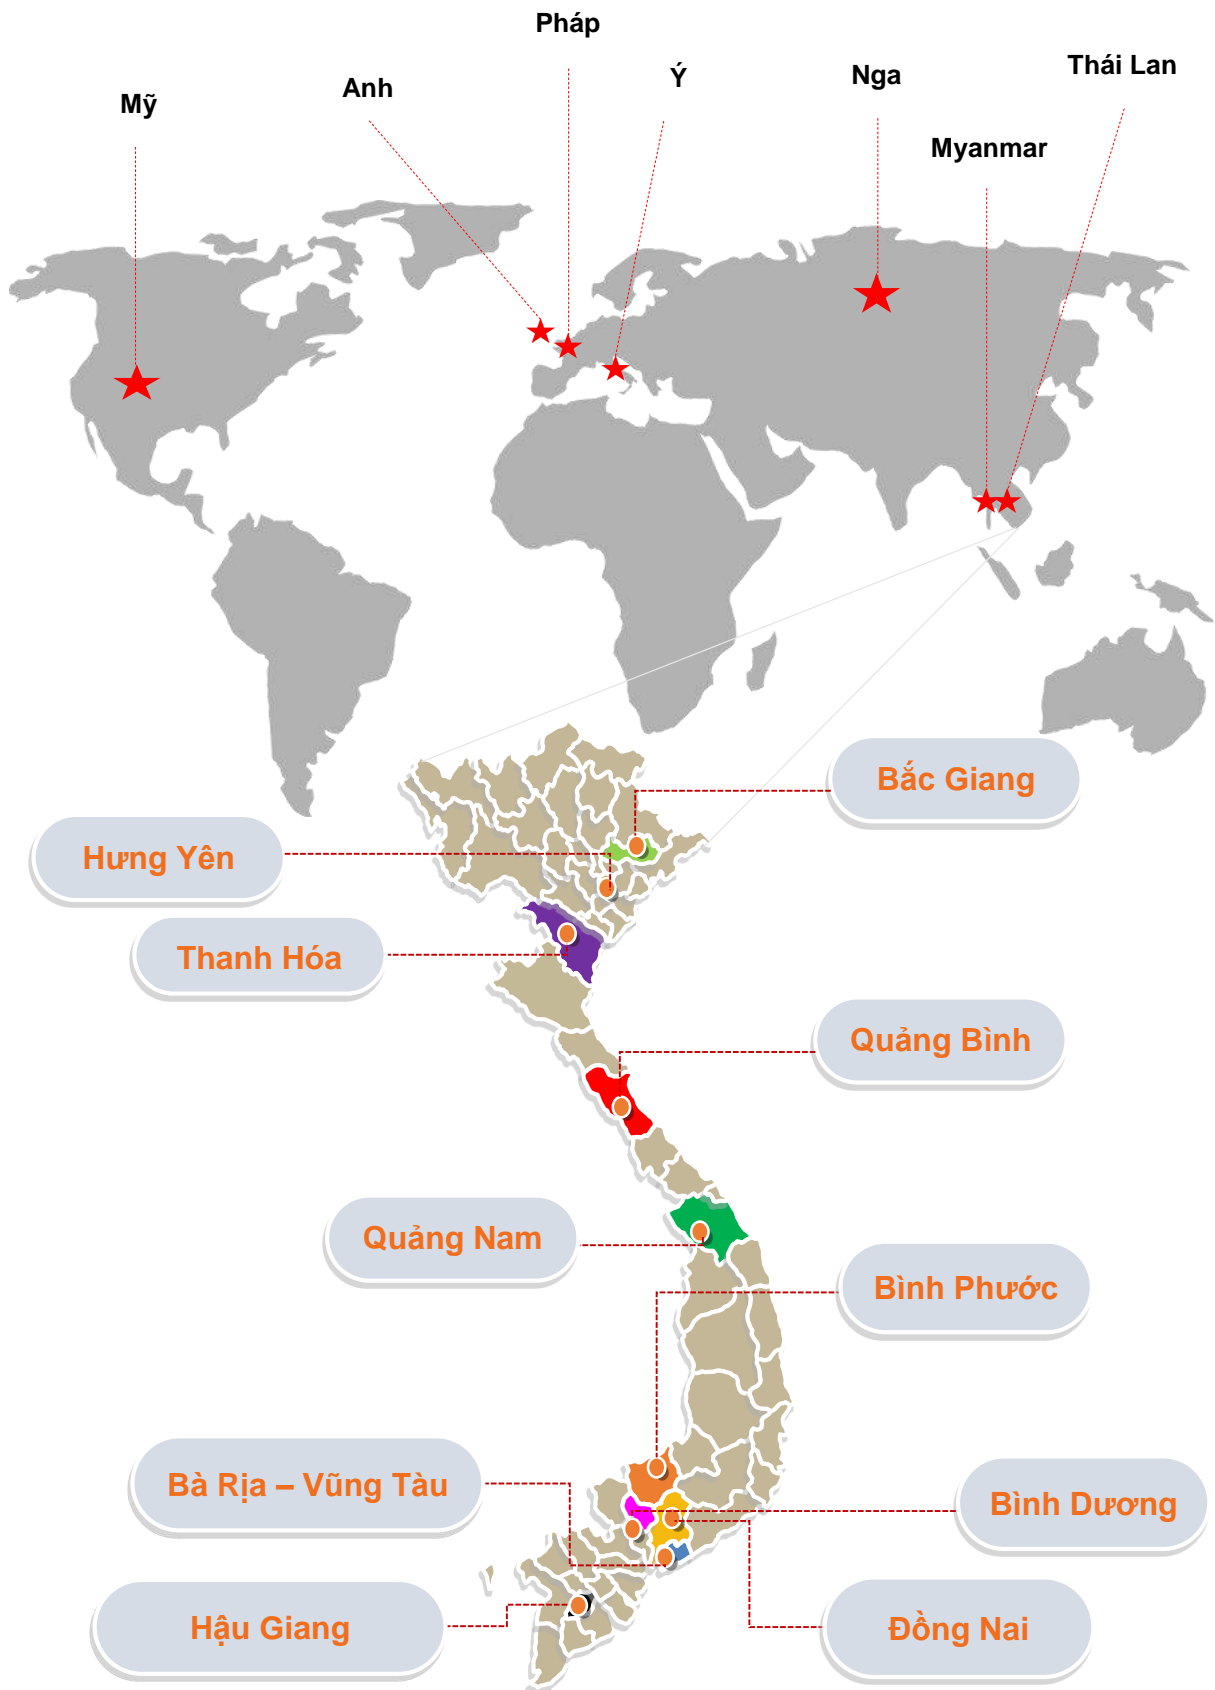 Pháp
Mỹ
Anh
Ý
Nga
Thái Lan
Myanmar
Bắc Giang
Hưng Yên
Thanh Hóa
Quảng Bình
Quảng Nam
Bình Phước
Bà Rịa – Vũng Tàu
Bình Dương
Hậu Giang
Đồng Nai